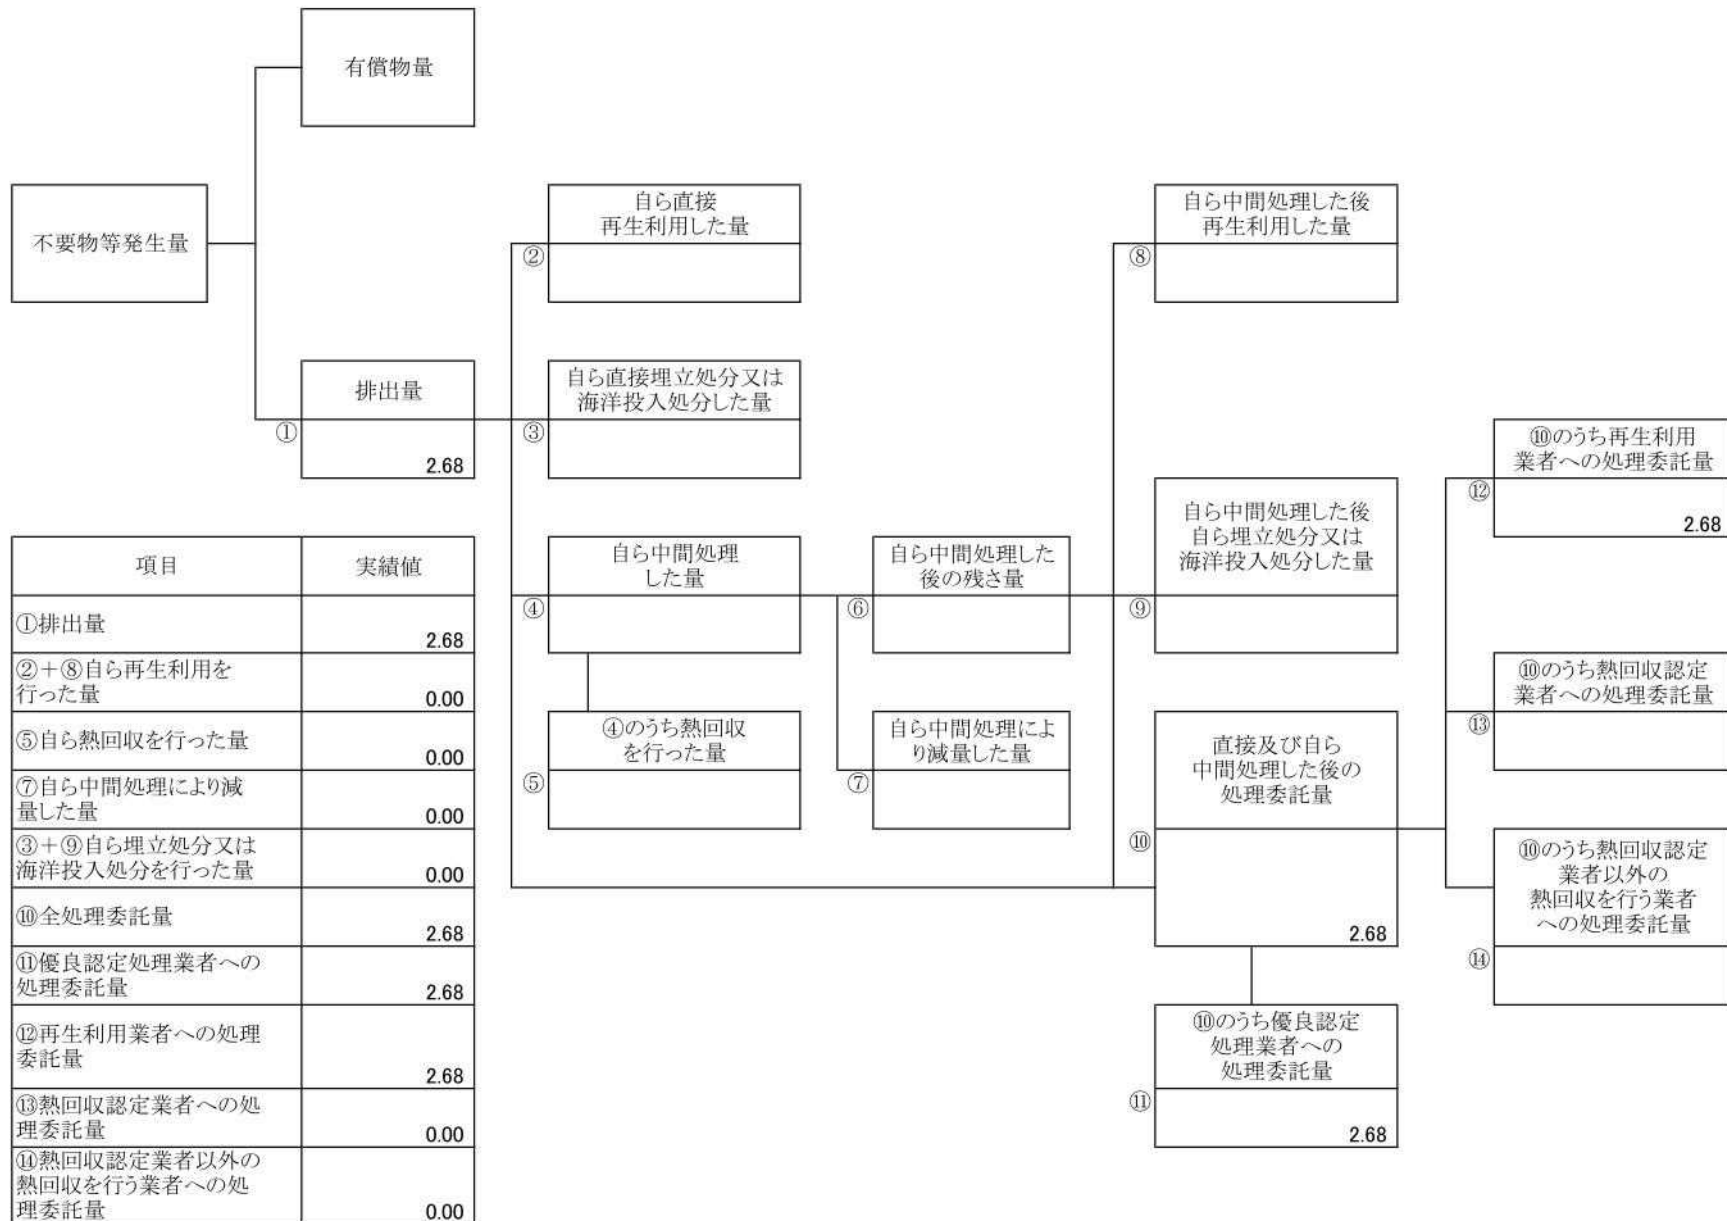 有償物量
不要物等発生量
自ら直接
再生利用した量
②
自ら中間処理した後
再生利用した量
⑧
排出量
①
2.68
自ら直接埋立処分又は
海洋投入処分した量
③
⑩のうち再生利用
業者への処理委託量
⑫
2.68
自ら中間処理した後
自ら埋立処分又は
海洋投入処分した量
⑨
自ら中間処理
した量
④
自ら中間処理した
後の残さ量
⑥
⑩のうち熱回収認定
業者への処理委託量
⑬
④のうち熱回収
を行った量
⑤
自ら中間処理によ
り減量した量
⑦
直接及び自ら
中間処理した後の
処理委託量
⑩
2.68
⑩のうち熱回収認定
業者以外の
熱回収を行う業者
への処理委託量
⑭
⑩のうち優良認定
処理業者への
処理委託量
⑪
2.68
項目 実績値
①排出量
2.68
②+⑧自ら再生利用を
行った量
0.00
⑤自ら熱回収を行った量
0.00
⑦自ら中間処理により減
量した量
0.00
③+⑨自ら埋立処分又は
海洋投入処分を行った量
0.00
⑩全処理委託量
2.68
⑪優良認定処理業者への
処理委託量
2.68
⑫再生利用業者への処理
委託量
2.68
⑬熱回収認定業者への処
理委託量
0.00
⑭熱回収認定業者以外の
熱回収を行う業者への処
理委託量
0.00